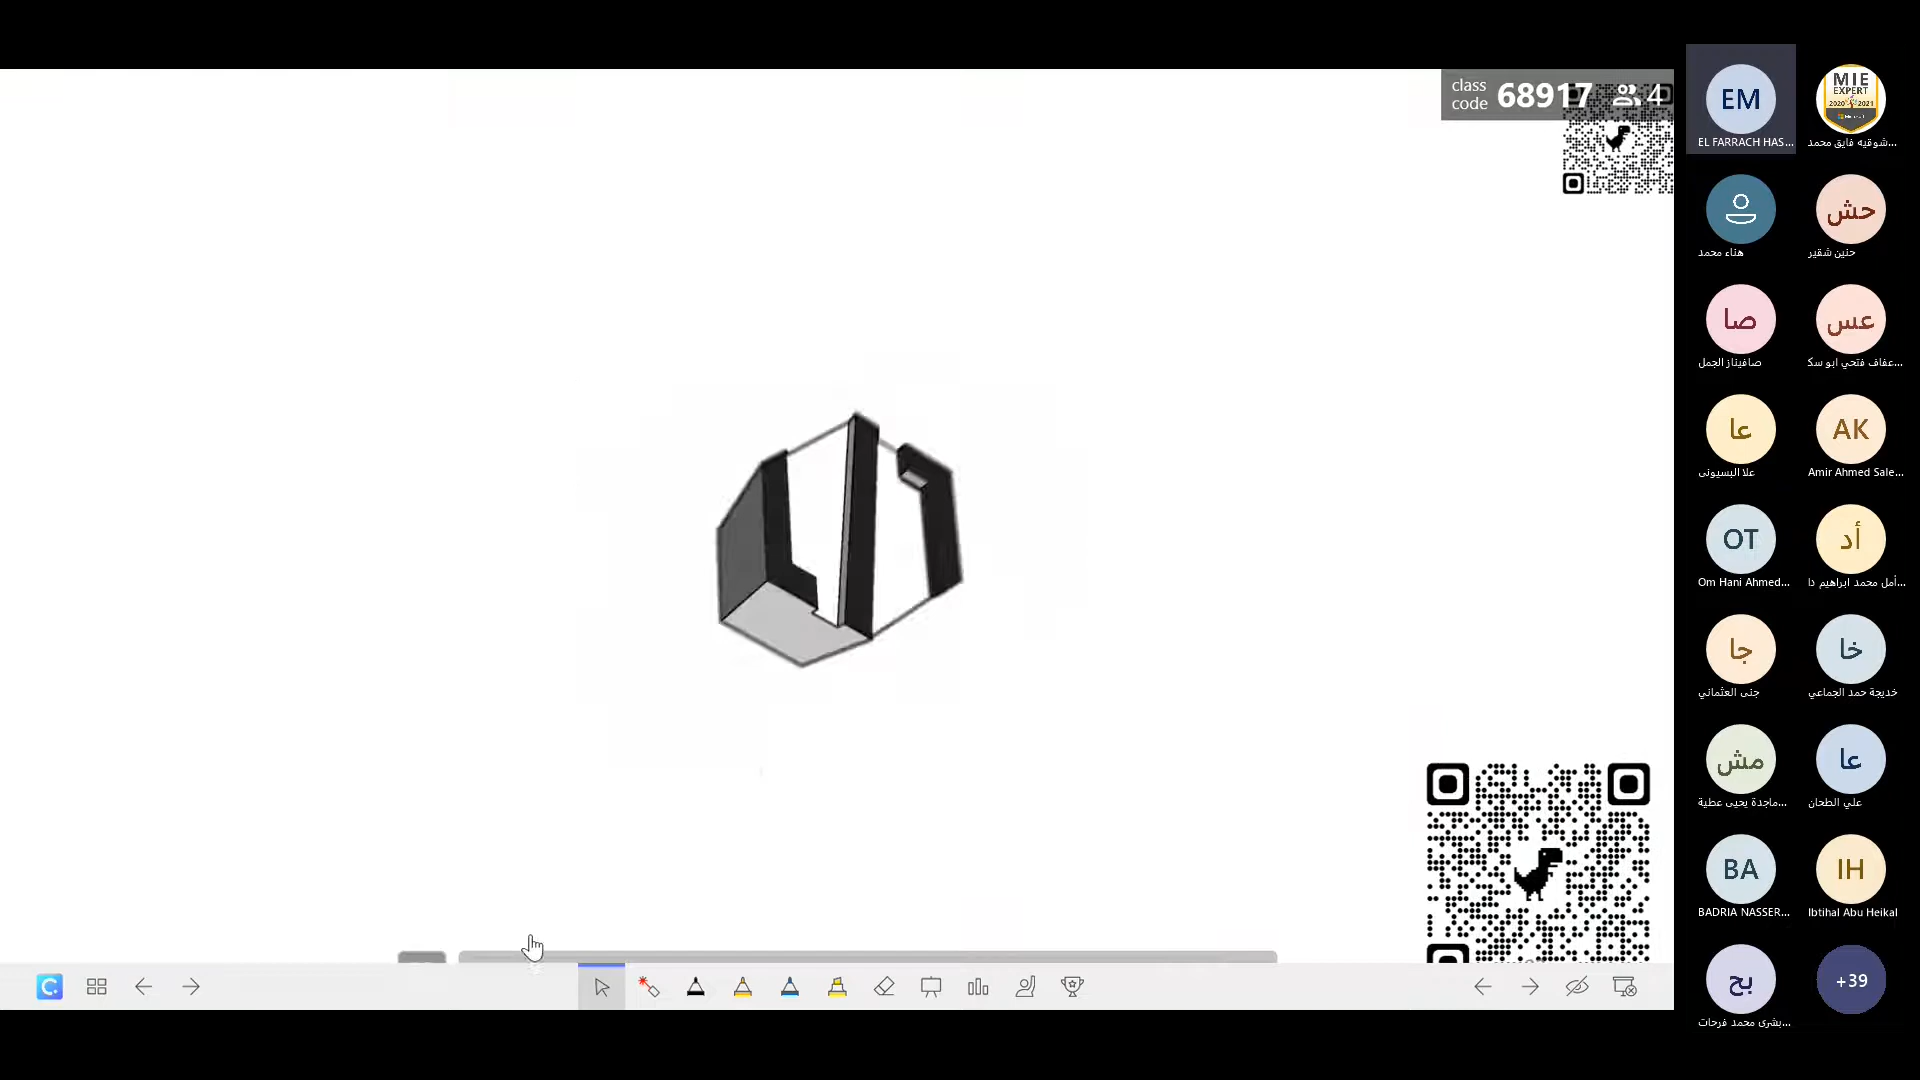 class
code 68917 4
EM
EL FARRACH HAS...
MIE
EXPERT
2020 2021
شوقيه فايق محمد...
هناء محمد
حش
حنين شقير
صا
صافيناز الجمل
عس
عفاف فتحي ابو سك...
عا
علا البسيونى
AK
Amir Ahmed Sale...
OT
Om Hani Ahmed...
أد
أمل محمد ابراهيم دا...
جا
جنى العثماني
خا
خديجة حمد الجماعي
مش
ماجدة يحيى عطية...
عا
علي الطحان
BA
BADRIA NASSER...
IH
Ibtihal Abu Heikal
بح
بشرى محمد فرحات...
+39
C